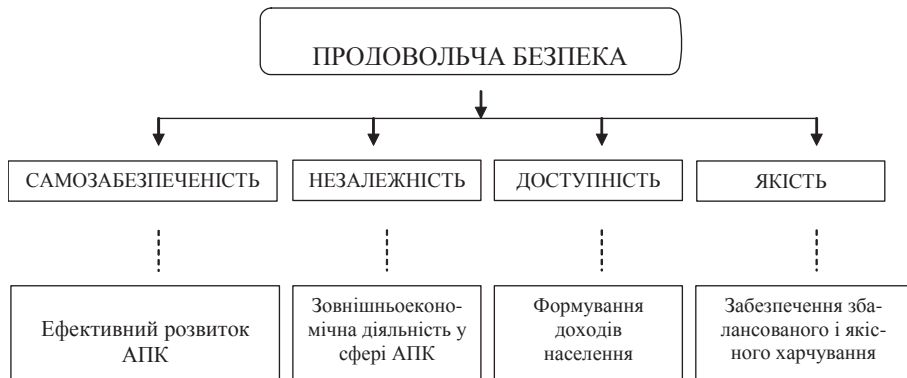 ПРОДОВОЛЬЧА БЕЗПЕКА
САМОЗАБЕЗПЕЧЕНІСТЬ
НЕЗАЛЕЖНІСТЬ
ДОСТУПНІСТЬ
ЯКІСТЬ
Ефективний розвиток
АПК
Зовнішньоеконо-
мічна діяльність у
сфері АПК
Формування
доходів
населення
Забезпечення зба-
лансованого і якіс-
ного харчування